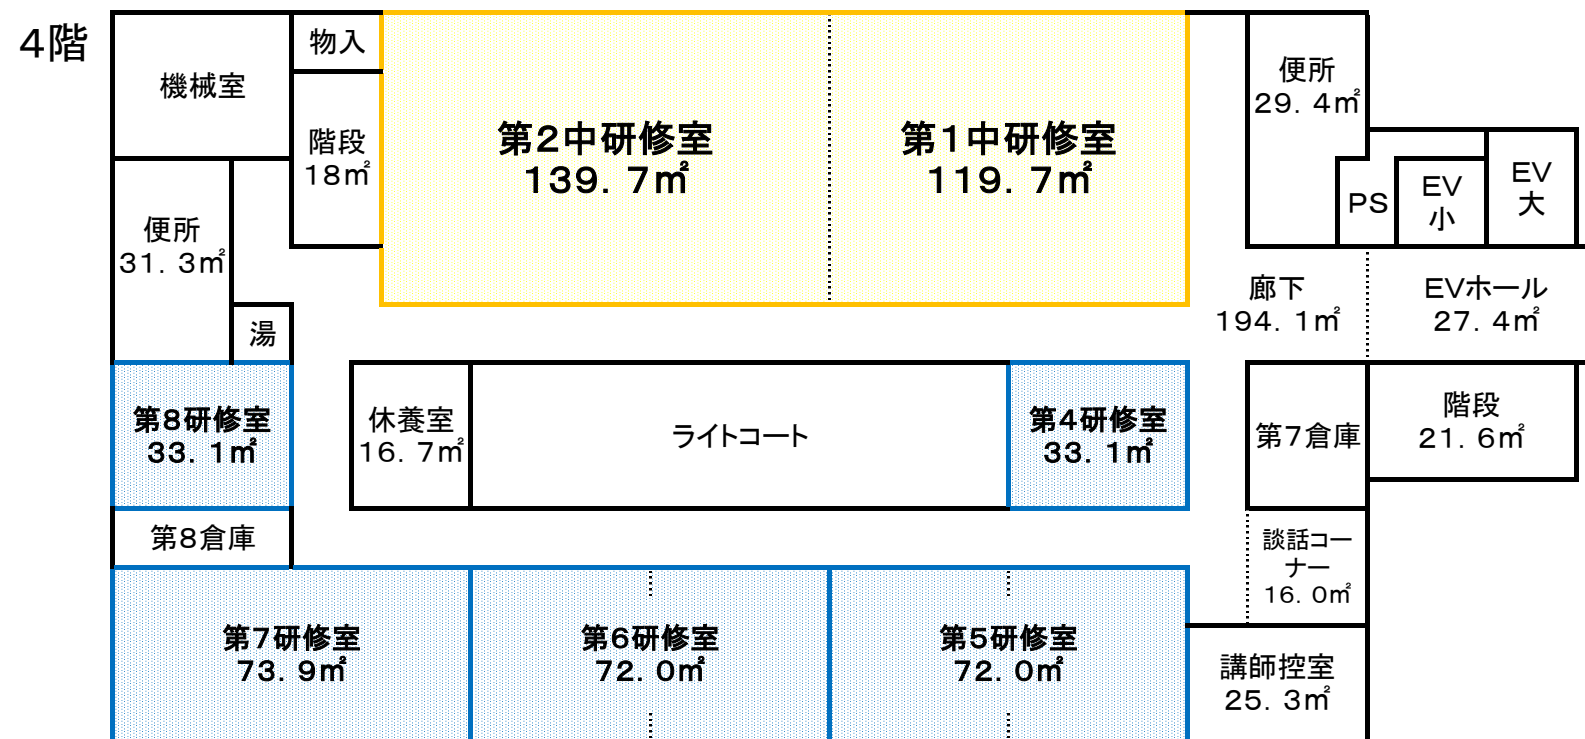 4階
機械室
物入
階段
18㎡
第2中研修室
139. 7㎡
第1中研修室
119. 7㎡
便所
29. 4㎡
PS
EV
小
EV
大
便所
31. 3㎡
湯
廊下
194. 1㎡
EVホール
27. 4㎡
第8研修室
33. 1㎡
休養室
16. 7㎡
ライトコート
第4研修室
33. 1㎡
第7倉庫
階段
21. 6㎡
第8倉庫
談話コー
ナー
16. 0㎡
第7研修室
73. 9㎡
第6研修室
72. 0㎡
第5研修室
72. 0㎡
講師控室
25. 3㎡